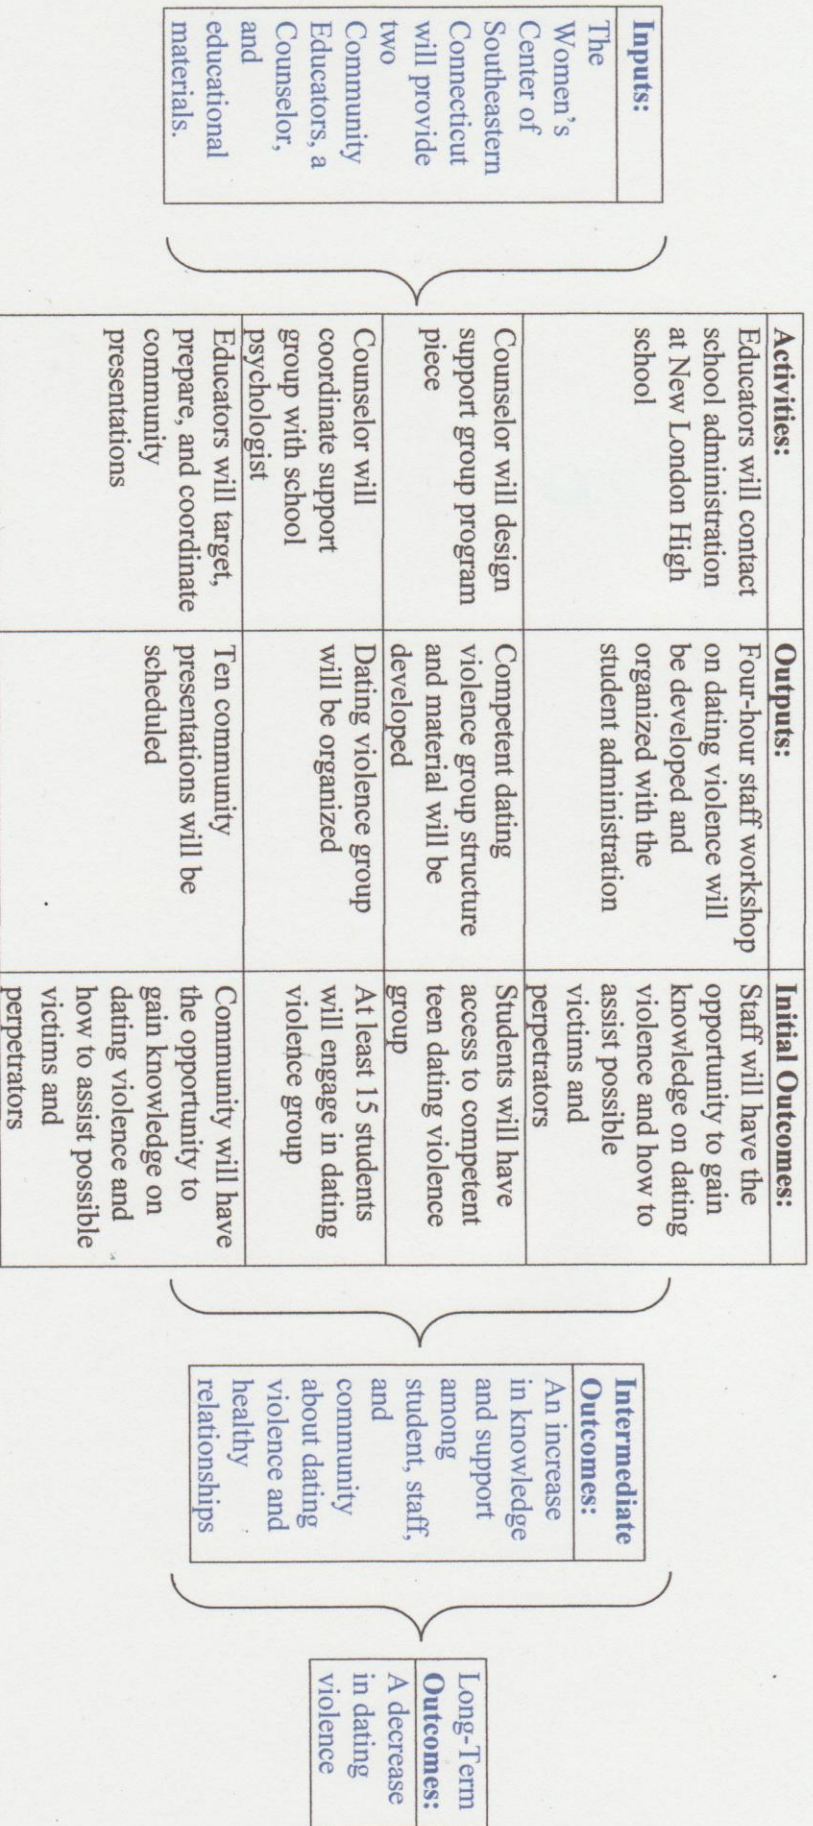 Inputs:
The
Women's
Center of
Southeastern
Connecticut
will provide
two
Community
Educators, a
Counselor,
and
educational
materials.
Activities:
Educators will contact
school administration
at New London High
school
Counselor will design
support group program
piece
Counselor will
coordinate support
group with school
psychologist
Educators will target,
prepare, and coordinate
community
presentations
Outputs:
Four-hour staff workshop
on dating violence will
be developed and
organized with the
student administration
Competent dating
violence group structure
and material will be
developed
Dating violence group
will be organized
Ten community
presentations will be
scheduled
Initial Outcomes:
Staff will have the
opportunity to gain
knowledge on dating
violence and how to
assist possible
victims and
perpetrators
Students will have
access to competent
teen dating violence
group
At least 15 students
will engage in dating
violence group
Community will have
the opportunity to
gain knowledge on
dating violence and
how to assist possible
victims and
perpetrators
Intermediate
Outcomes:
An increase
in knowledge
and support
among
student, staff,
and
community
about dating
violence and
healthy
relationships
Long-Term
Outcomes:
A decrease
in dating
violence